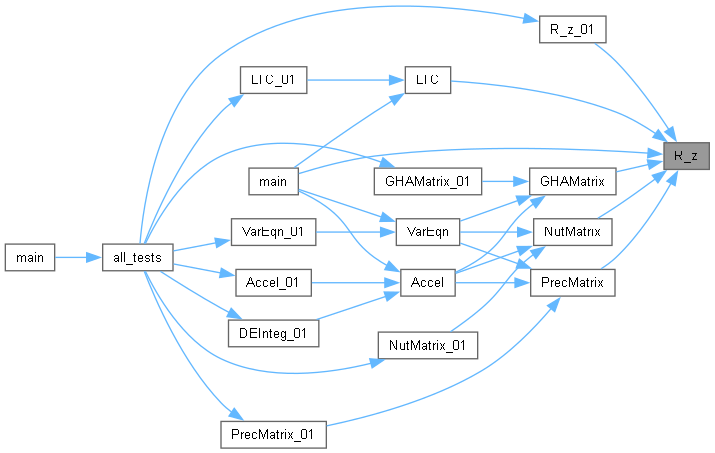 R_z_01
LTC_01
LTC
R_z
main
GHAMatrix_01
GHAMatrix
VarEqn_01
VarEqn
NutMatrix
main
all_tests
Accel_01
Accel
PrecMatrix
DEInteg_01
NutMatrix_01
PrecMatrix_01